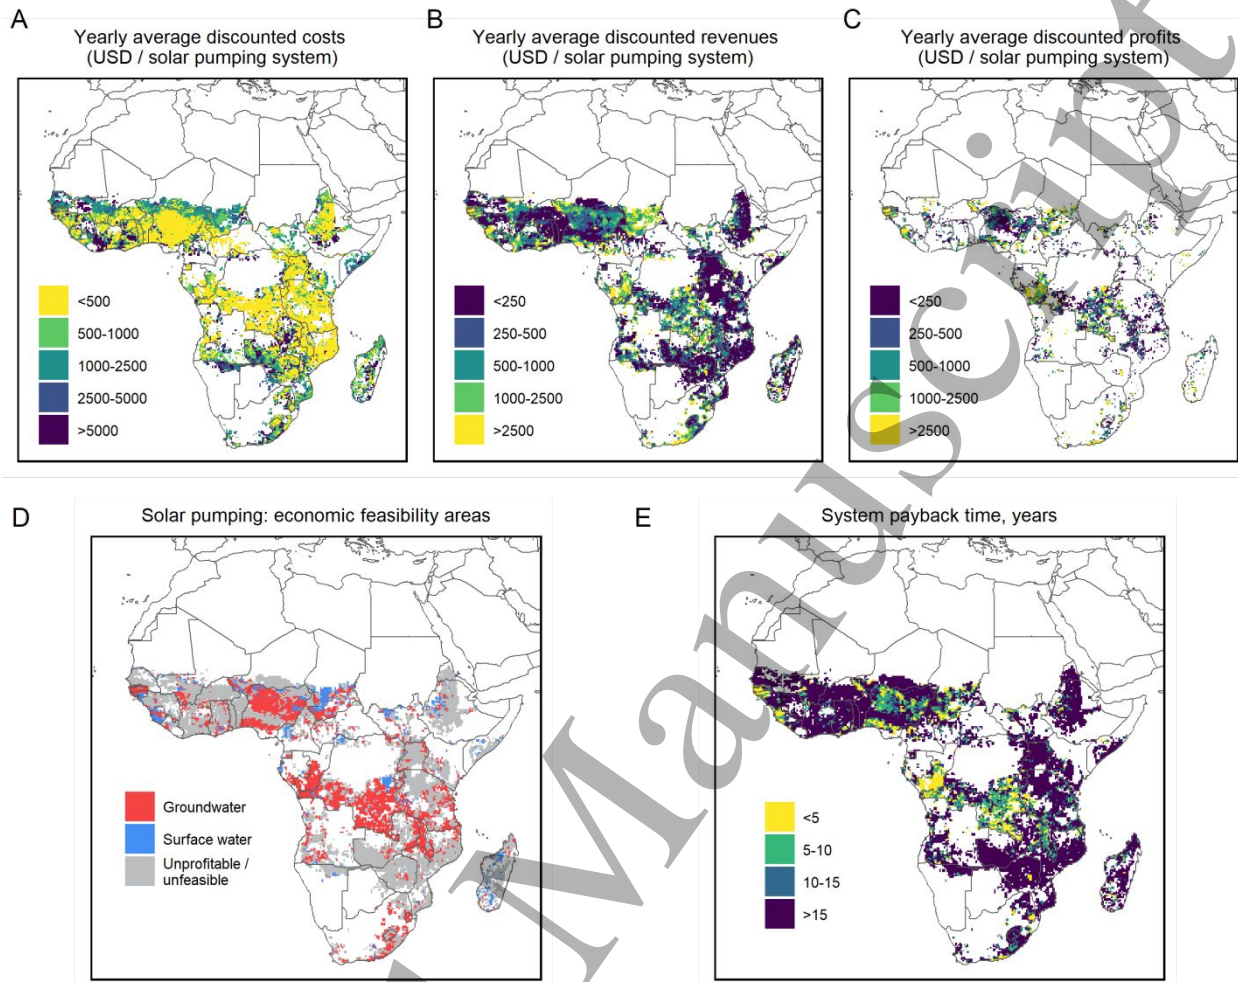 A
Yearly average discounted costs
(USD / solar pumping system)
<500
500-1000
1000-2500
2500-5000
>5000
B
Yearly average discounted revenues
(USD / solar pumping system)
<250
250-500
500-1000
1000-2500
>2500
C
Yearly average discounted profits
(USD / solar pumping system)
<250
250-500
500-1000
1000-2500
>2500
D
Solar pumping: economic feasibility areas
Groundwater
Surface water
Unprofitable /
unfeasible
E
System payback time, years
<5
5-10
10-15
>15
Manuscript